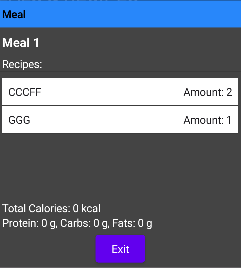 Meal
Meal 1
Recipes:
CCCFF Amount: 2
GGG Amount: 1
Total Calories: 0 kcal
Protein: 0 g, Carbs: 0 g, Fats: 0 g
Exit